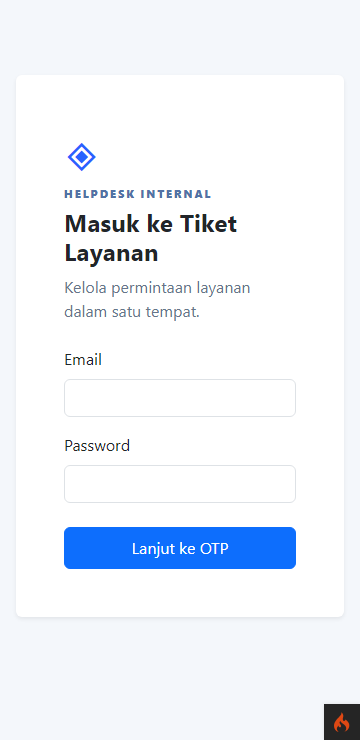 HELPDESK INTERNAL
Masuk ke Tiket
Layanan
Kelola permintaan layanan
dalam satu tempat.
Email
Password
Lanjut ke OTP